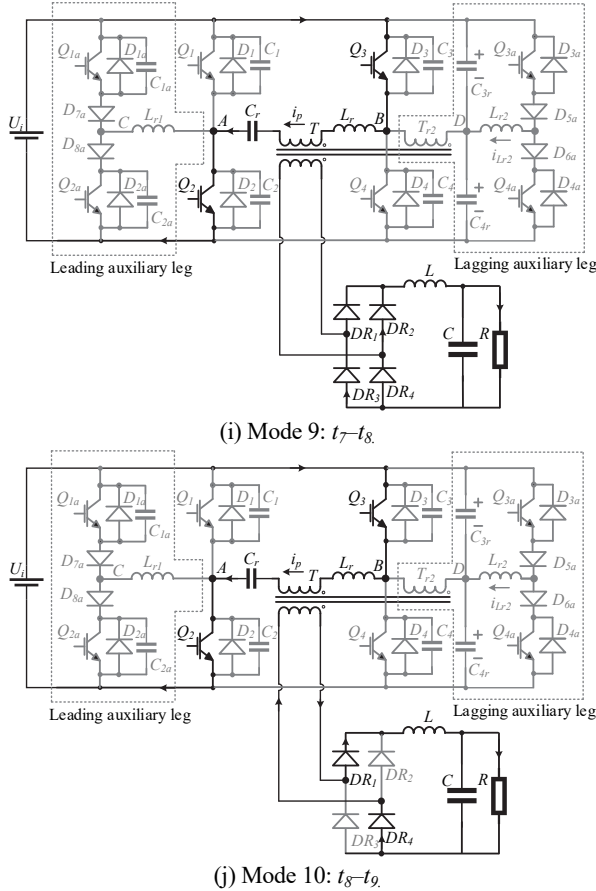 Q1a D1a C1a Q1 D1 C1 Q3 D3 C3 + Q3a D3a
C3r −
Ui D7a C Lr1 A Cr ip T Lr B Tr2 D Lr2 D5a
D8a iLr2 D6a
Q2a D2a C2a Q2 D2 C2 Q4 D4 C4 + Q4a D4a
C4r −
Leading auxiliary leg
Lagging auxiliary leg
L
DR1 DR2 C R
DR3 DR4
(i) Mode 9: t7–t8.
Q1a D1a C1a Q1 D1 C1 Q3 D3 C3 + Q3a D3a
C3r −
Ui D7a C Lr1 A Cr ip T Lr B Tr2 D Lr2 D5a
D8a iLr2 D6a
Q2a D2a C2a Q2 D2 C2 Q4 D4 C4 + Q4a D4a
C4r −
Leading auxiliary leg
Lagging auxiliary leg
L
DR1 DR2 C R
DR3 DR4
(j) Mode 10: t8–t9.